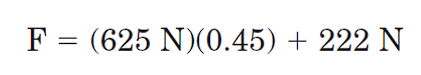 F = (625 N)(0.45) + 222 N